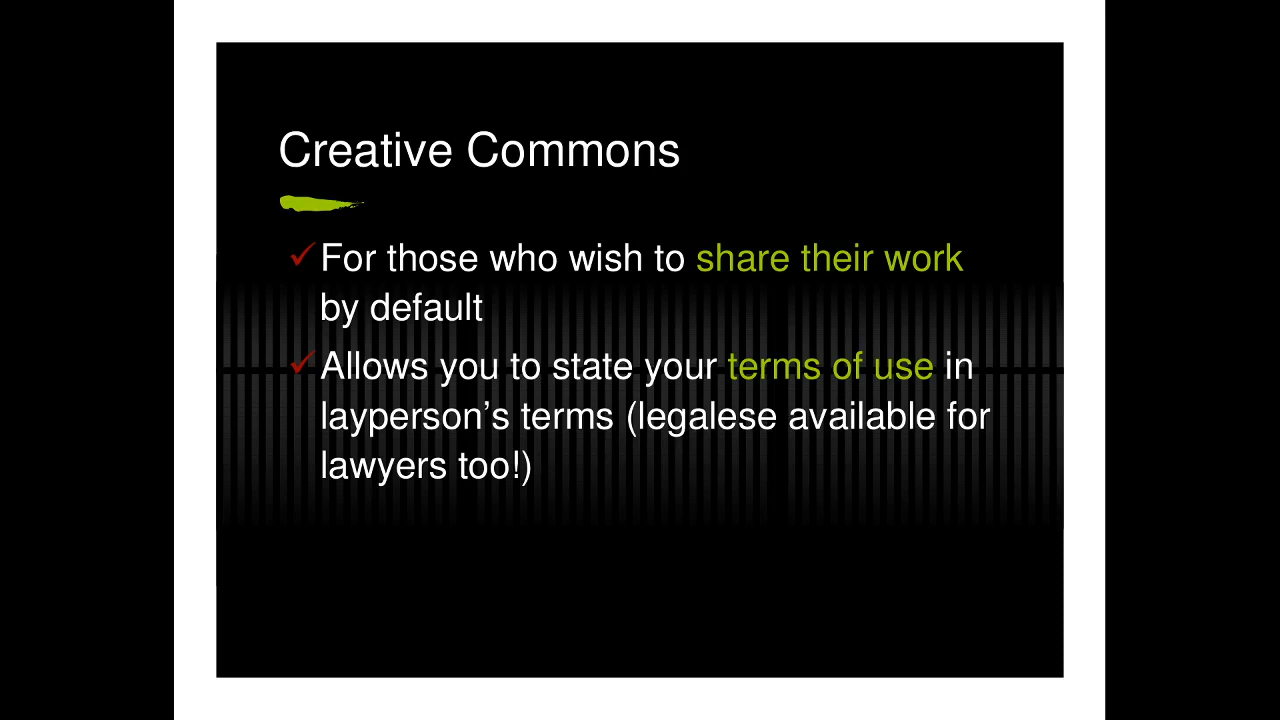 Creative Commons
✓For those who wish to share their work
by default
✓Allows you to state your terms of use in
layperson’s terms (legalese available for
lawyers too!)